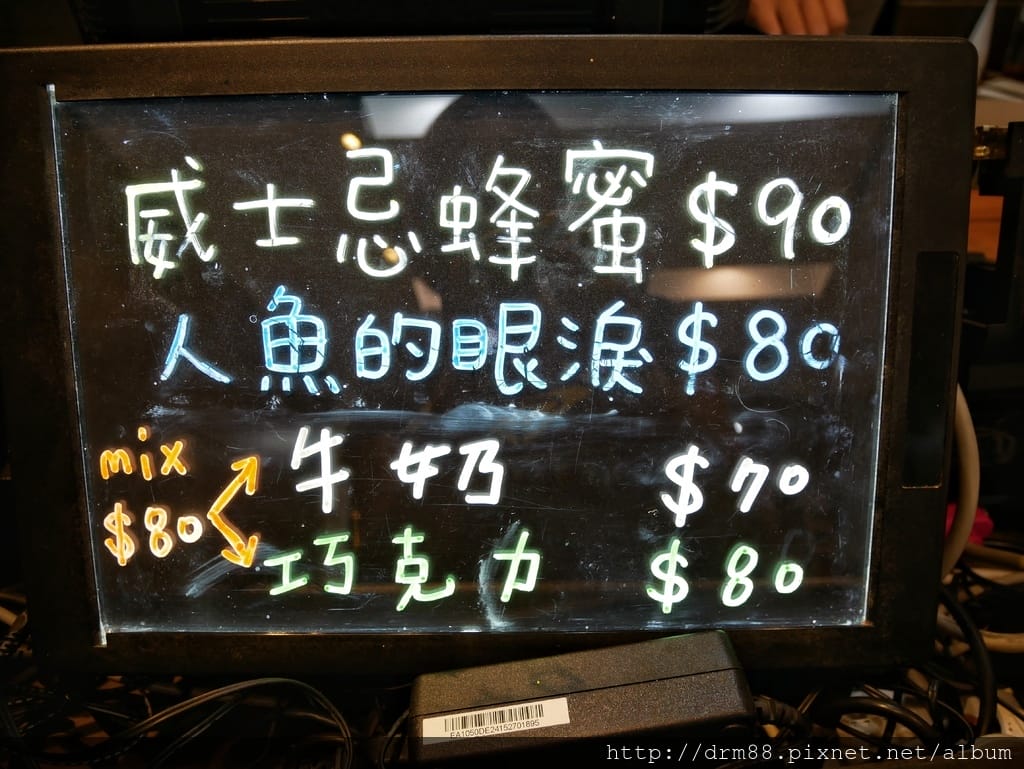 威士忌蜂蜜 $90
人魚的眼淚 $80
mix
$80
牛奶 $70
巧克力 $80
EA1050DE24152701895
http://drm88.pixnet.net/album